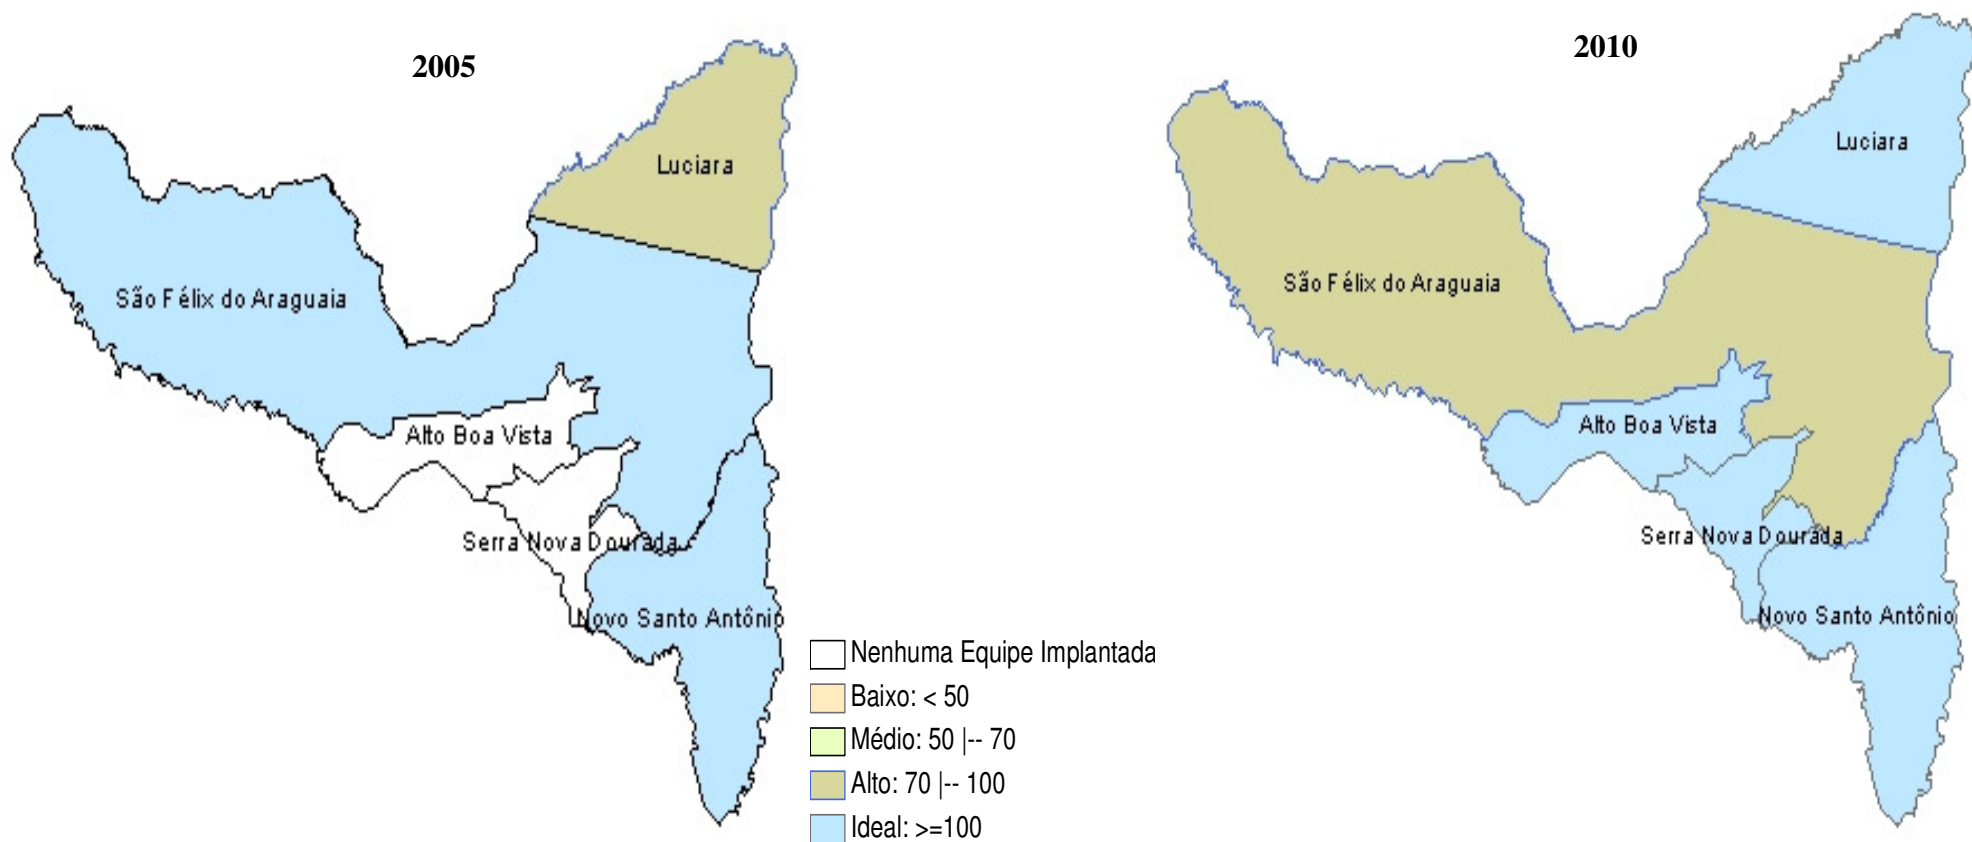 2005
Luciara
São Félix do Araguaia
Alto Boa Vista
Serra Nova Dourada
Novo Santo Antônio
Nenhuma Equipe Implantada
Baixo: < 50
Médio: 50 |-- 70
Alto: 70 |-- 100
Ideal: >=100
2010
Luciara
São Félix do Araguaia
Alto Boa Vista
Serra Nova Dourada
Novo Santo Antônio